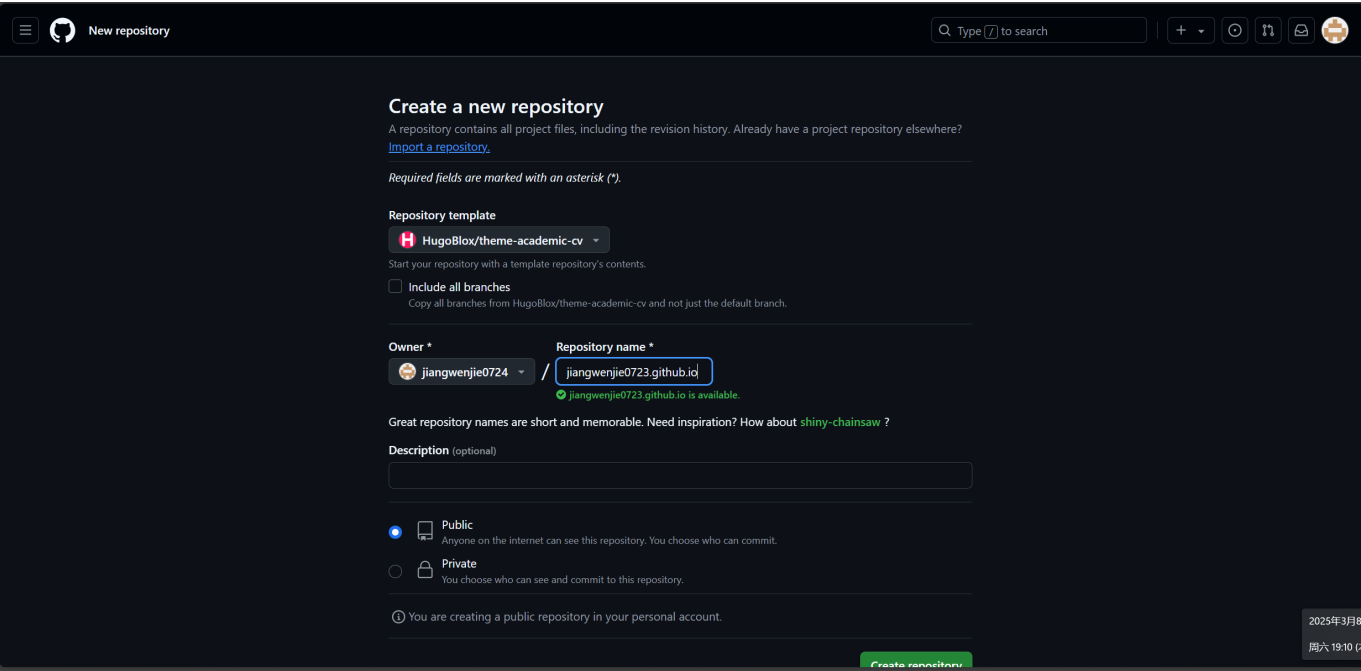 New repository
Type / to search
Create a new repository
A repository contains all project files, including the revision history. Already have a project repository elsewhere?
Import a repository.
Required fields are marked with an asterisk (*).
Repository template
HugoBlox/theme-academic-cv
Start your repository with a template repository's contents.
Include all branches
Copy all branches from HugoBlox/theme-academic-cv and not just the default branch.
Owner * Repository name *
jiangwenjie0724 / jiangwenjie0723.github.io
jiangwenjie0723.github.io is available.
Great repository names are short and memorable. Need inspiration? How about shiny-chainsaw ?
Description (optional)
Public
Anyone on the internet can see this repository. You choose who can commit.
Private
You choose who can see and commit to this repository.
You are creating a public repository in your personal account.
2025年3月8
周六 19:10
Create repository